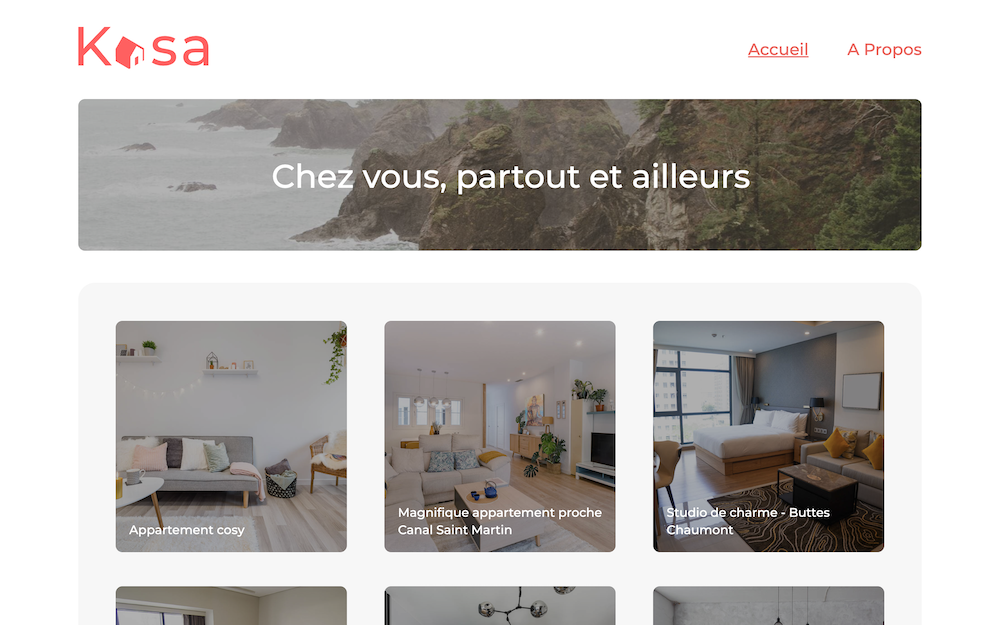 Kasa
Accueil
A Propos
Chez vous, partout et ailleurs
Appartement cosy
Magnifique appartement proche
Canal Saint Martin
Studio de charme - Buttes
Chaumont